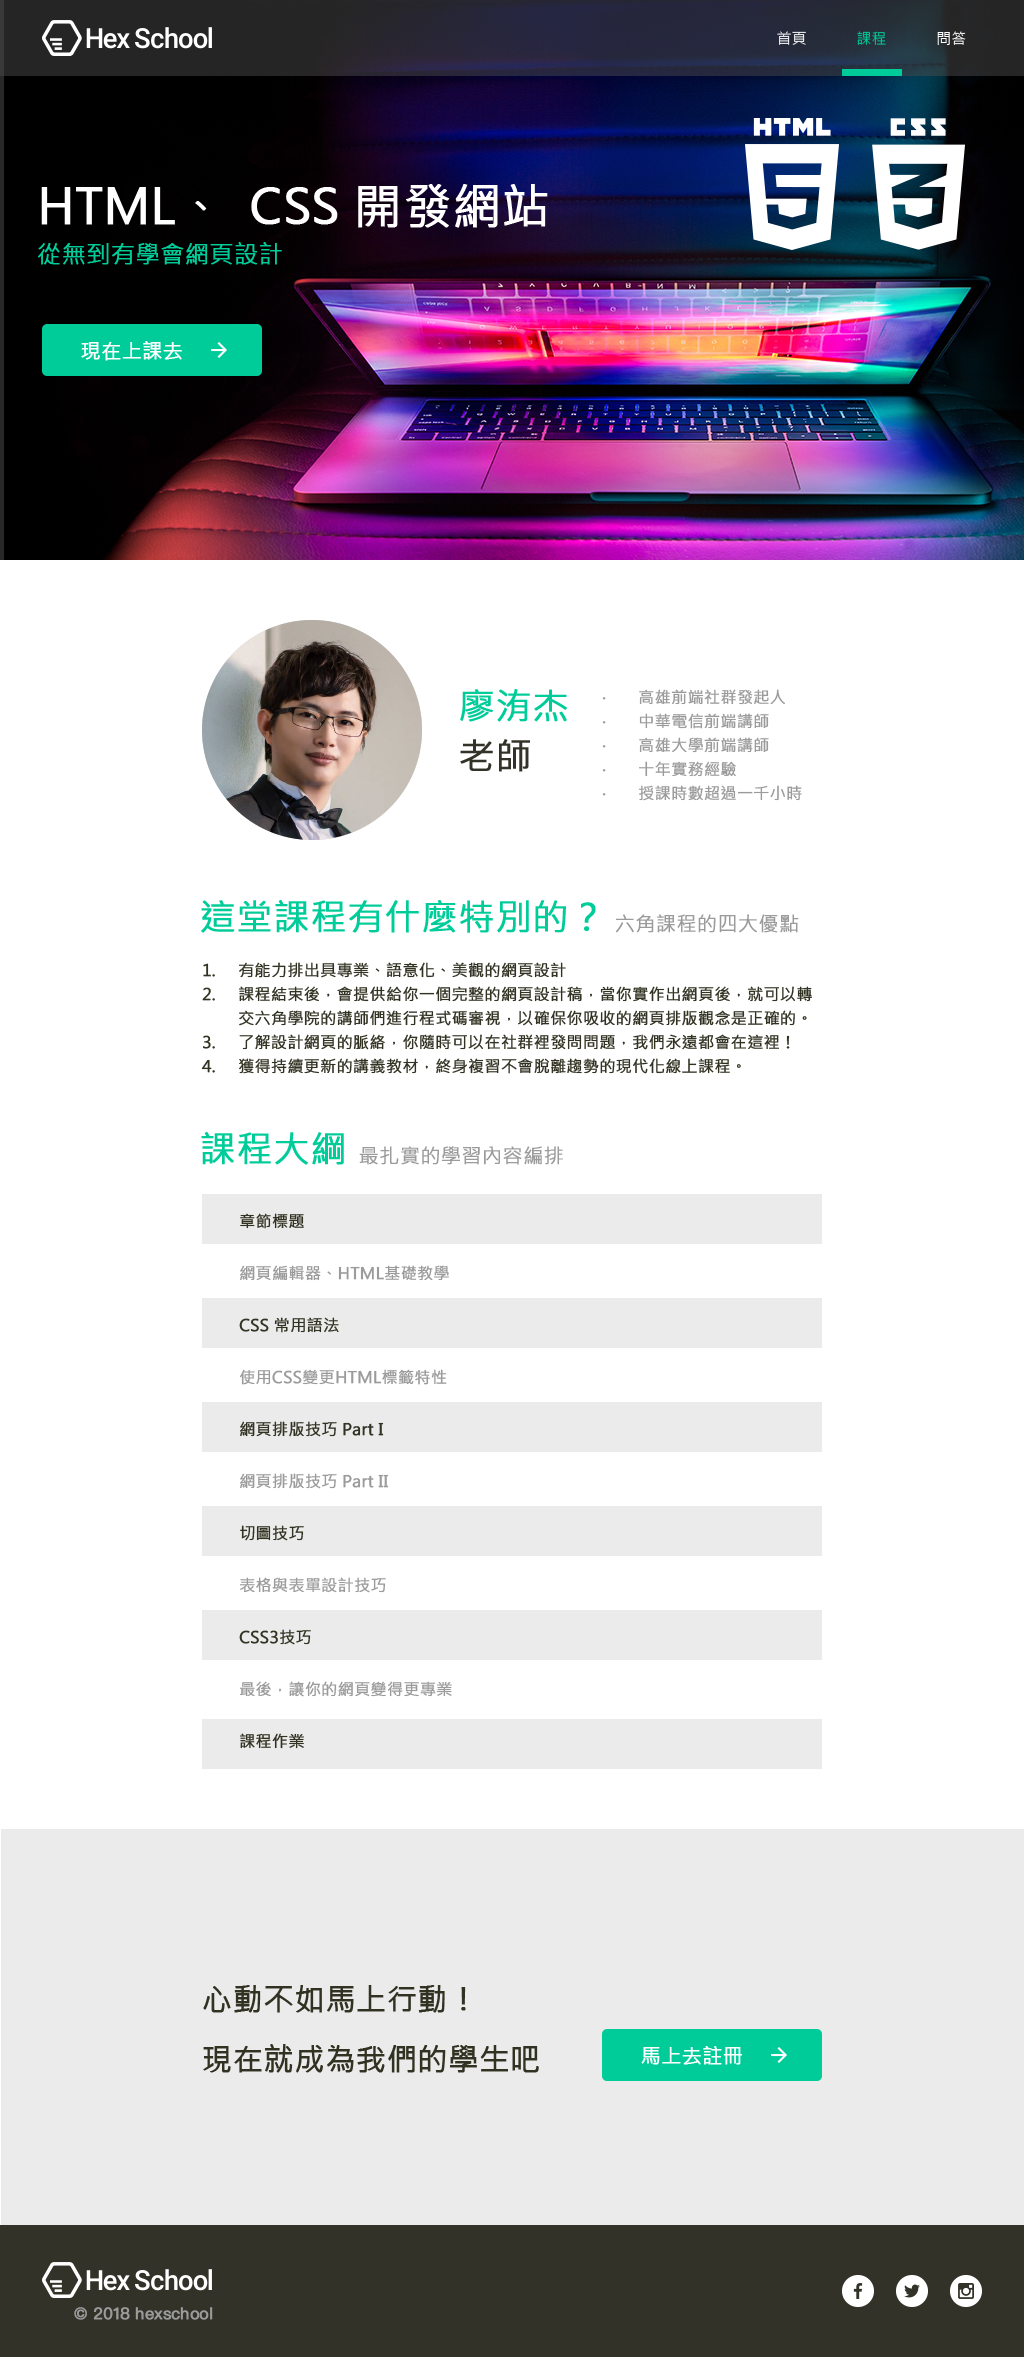 Hex School
首頁
課程
問答
HTML
CSS
5
3
HTML、 CSS 開發網站
從無到有學會網頁設計
現在上課去
廖洧杰
老師
· 高雄前端社群發起人
· 中華電信前端講師
· 高雄大學前端講師
· 十年實務經驗
· 授課時數超過一千小時
這堂課程有什麼特別的？ 六角課程的四大優點
1. 有能力排出具專業、語意化、美觀的網頁設計
2. 課程結束後，會提供給你一個完整的網頁設計稿，當你實作出網頁後，就可以轉
交六角學院的講師們進行程式碼審視，以確保你吸收的網頁排版觀念是正確的。
3. 了解設計網頁的脈絡，你隨時可以在社群裡發問問題，我們永遠都會在這裡！
4. 獲得持續更新的講義教材，終身複習不會脫離趨勢的現代化線上課程。
課程大綱 最扎實的學習內容編排
章節標題
網頁編輯器、HTML基礎教學
CSS 常用語法
使用CSS變更HTML標籤特性
網頁排版技巧 Part I
網頁排版技巧 Part II
切圖技巧
表格與表單設計技巧
CSS3技巧
最後，讓你的網頁變得更專業
課程作業
心動不如馬上行動！
現在就成為我們的學生吧
馬上去註冊
Hex School
© 2018 hexschool